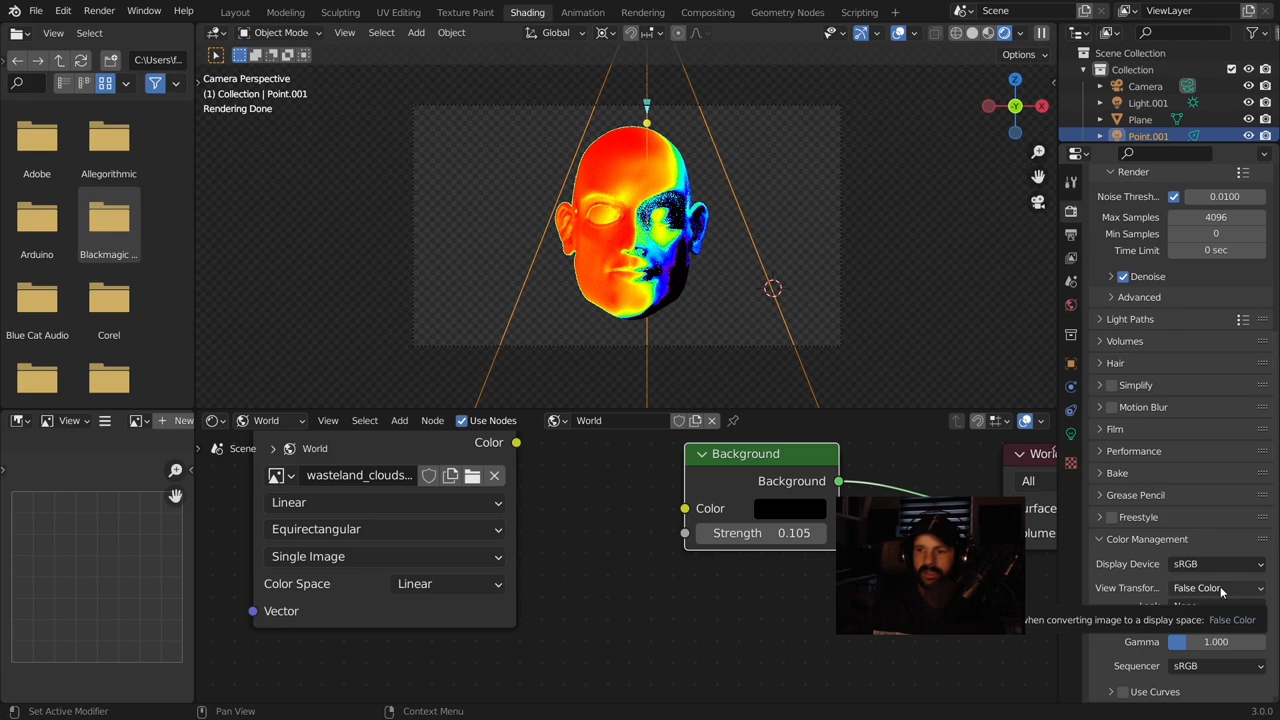 File Edit Render Window Help
Layout Modeling Sculpting UV Editing Texture Paint Shading Animation Rendering Compositing Geometry Nodes Scripting +
Scene
ViewLayer
View Select
Object Mode View Select Add Object
Global
Options
C:\Users\f...
Adobe
Allegorithmic
Arduino
Blackmagic ...
Blue Cat Audio
Corel
Camera Perspective
(1) Collection | Point.001
Rendering Done
Z
X
-Y
Scene Collection
Collection
Camera
Light.001
Plane
Point.001
Render
Noise Thresh... 0.0100
Max Samples 4096
Min Samples 0
Time Limit 0 sec
Denoise
Advanced
Light Paths
Volumes
Hair
Simplify
Motion Blur
Film
Performance
Bake
Grease Pencil
Freestyle
Color Management
Display Device sRGB
View Transfor... False Color
when converting image to a display space: False Color
Gamma 1.000
Sequencer sRGB
Use Curves
View
New
World View Select Add Node Use Nodes
World
Scene
World
Color
wasteland_clouds...
Linear
Equirectangular
Single Image
Color Space Linear
Vector
Background
Background
Color
Strength 0.105
All
Set Active Modifier
Pan View
Context Menu
3.0.0